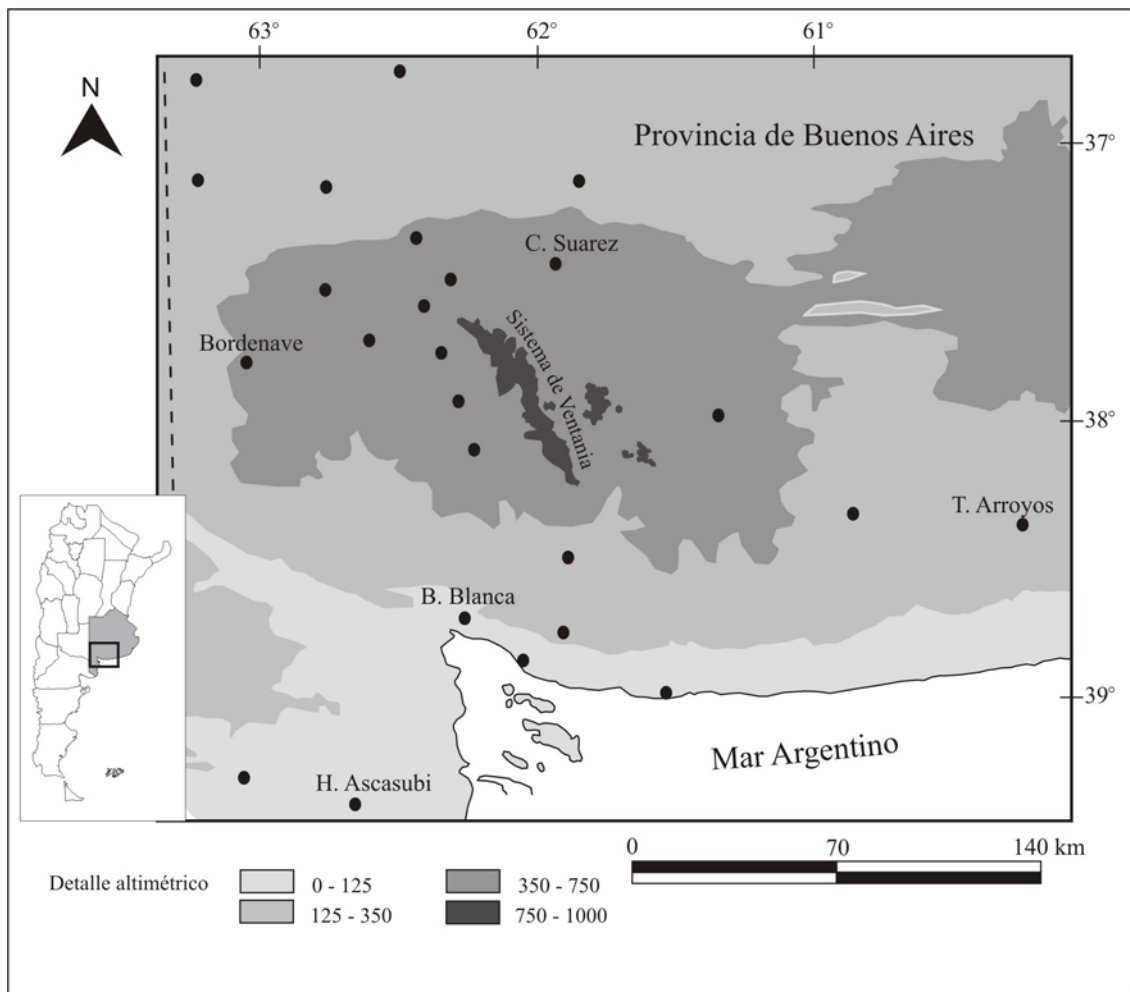 63°
62°
61°
N
Provincia de Buenos Aires
37°
C. Suarez
Sistema de Ventania
Bordenave
38°
T. Arroyos
B. Blanca
39°
Mar Argentino
H. Ascasubi
0
70
140 km
Detalle altimétrico
0 - 125
350 - 750
125 - 350
750 - 1000